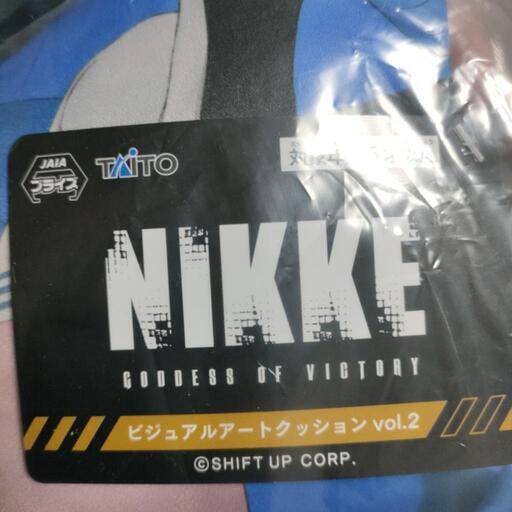 JAIA
プライズ
TAITO
NIKKE
GODDESS OF VICTORY
ビジュアルアートクッション vol.2
©SHIFT UP CORP.